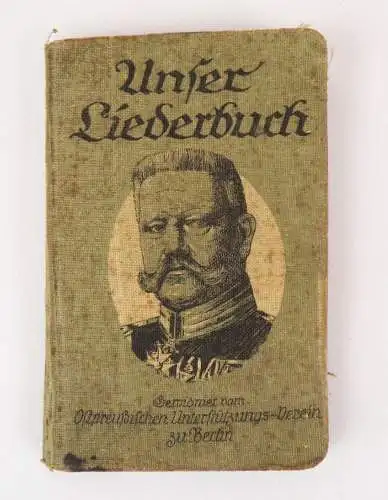 Unser
Liederbuch
Gewidmet vom
Ostpreußischen Unterstützungs-Verein
zu Berlin